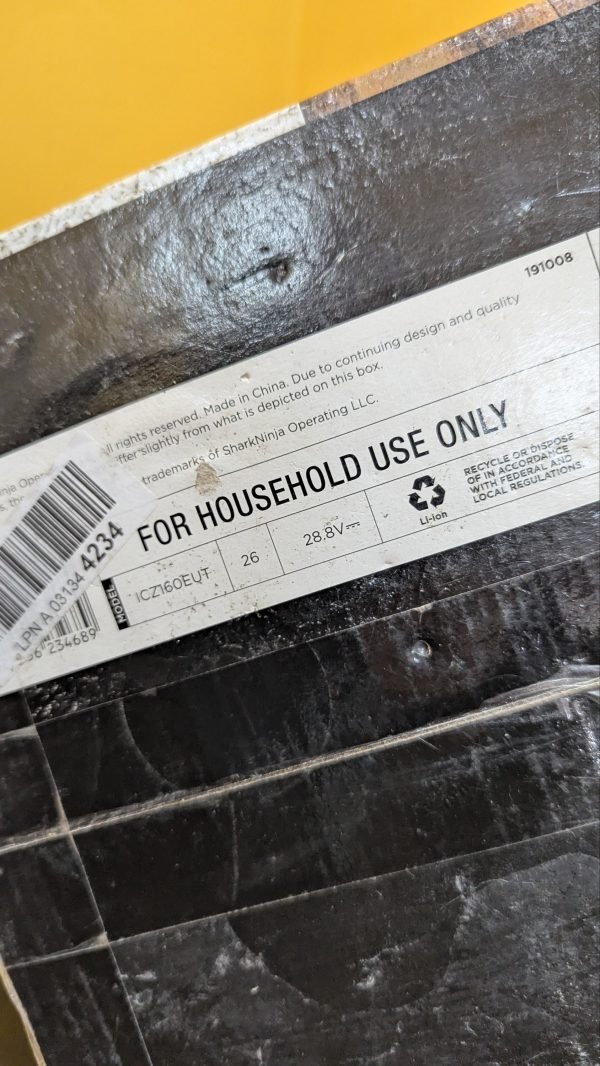 191008
ll rights reserved. Made in China. Due to continuing design and quality
ffer slightly from what is depicted on this box.
trademarks of SharkNinja Operating LLC.
FOR HOUSEHOLD USE ONLY
MODEL
ICZ160EUT
26
28.8V
Li-ion
RECYCLE OR DISPOSE
OF IN ACCORDANCE
WITH FEDERAL AND
LOCAL REGULATIONS.
LPN A 03134 4234
234689